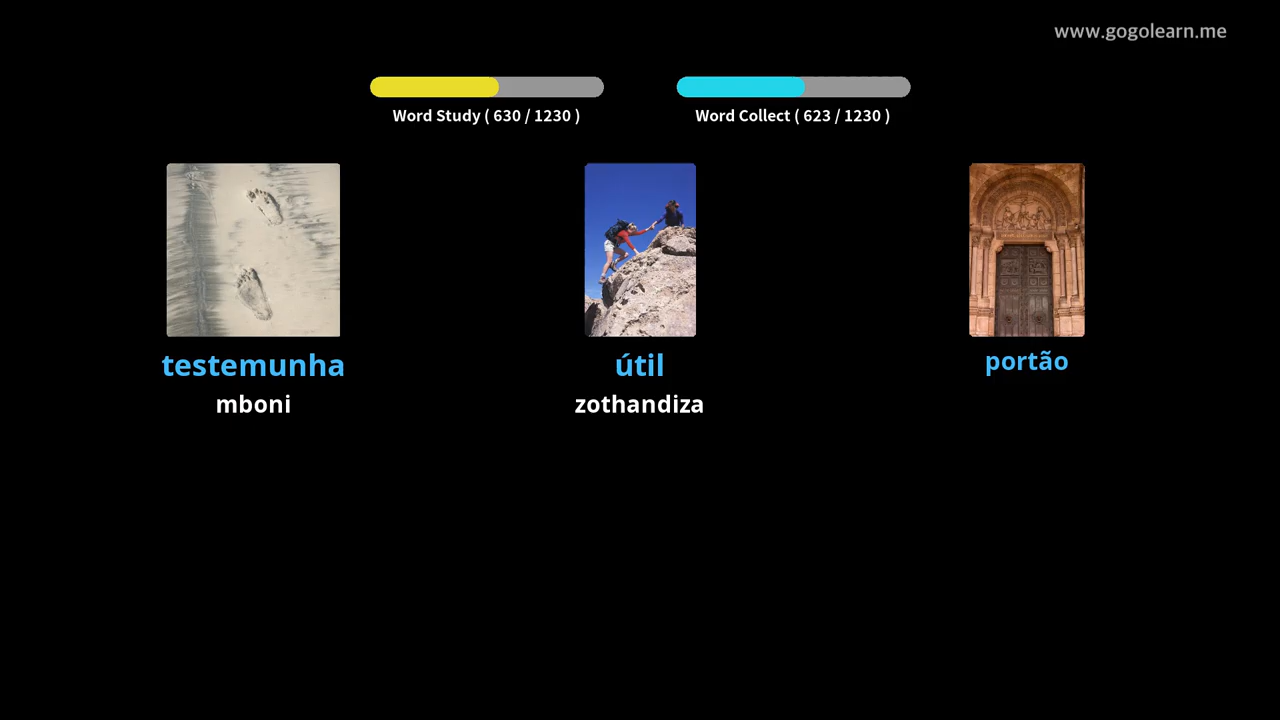 www.gogolearn.me
Word Study ( 630 / 1230 )
Word Collect ( 623 / 1230 )
testemunha
mboni
útil
zothandiza
portão